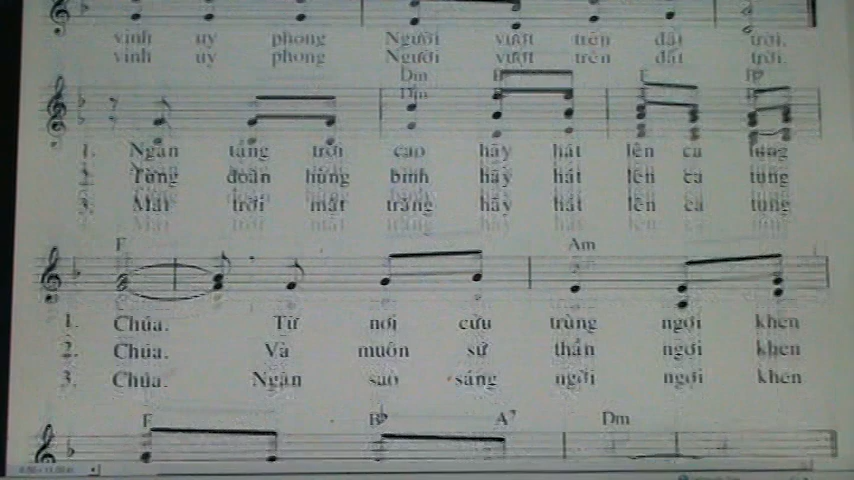 vinh uy phong Người vượt trên đất trời.
vinh uy phong Người vượt trên đất trời.
Dm
1. Ngàn tầng trời cao hãy hát lên ca tụng
Từng đoàn hùng binh hãy hát lên ca tụng
Mặt trời mặt trăng hãy hát lên ca tụng
F Am
1. Chúa. Từ nơi cửu trùng ngợi khen
2. Chúa. Và muôn sứ thần ngợi khen
3. Chúa. Ngàn sao sáng ngời ngợi khen
F Bb A7 Dm